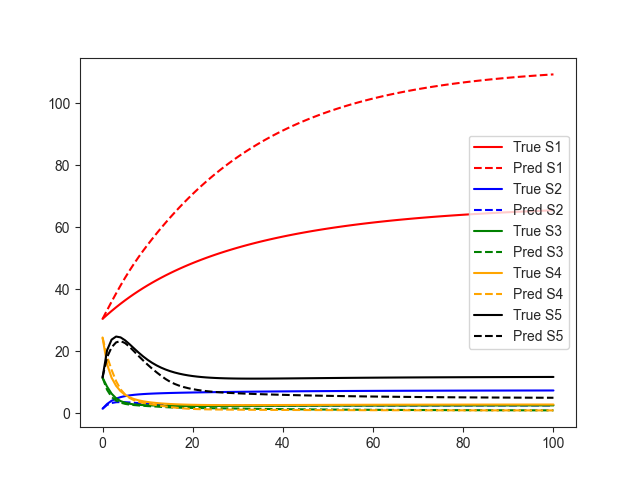 100
80
60
40
20
0
0 20 40 60 80 100
True S1
Pred S1
True S2
Pred S2
True S3
Pred S3
True S4
Pred S4
True S5
Pred S5